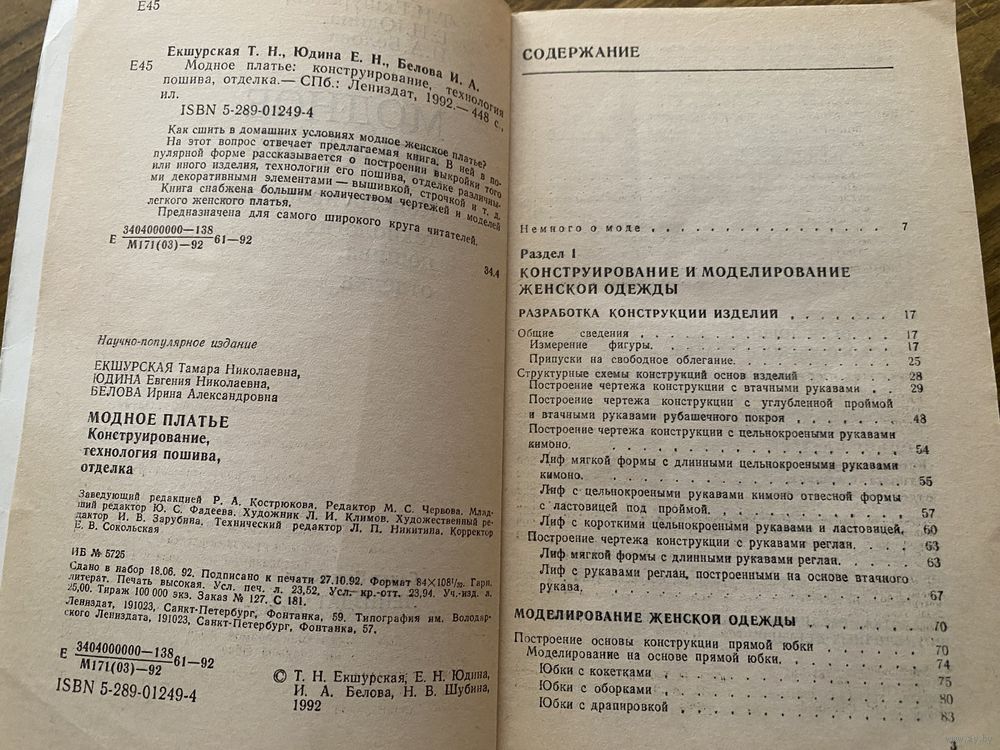 Е45
Екшурская Т. Н., Юдина Е. Н., Белова И. А.
Е45 Модное платье: конструирование, технология
пошива, отделка.— СПб.: Лениздат, 1992.— 448 с.,
ил.
ISBN 5-289-01249-4
Как сшить в домашних условиях модное женское платье?
На этот вопрос отвечает предлагаемая книга. В ней в по-
пулярной форме рассказывается о построении выкройки того
или иного изделия, технологии его пошива, отделке различны-
ми декоративными элементами — вышивкой, строчкой и т. д.
Книга снабжена большим количеством чертежей и моделей
легкого женского платья.
Предназначена для самого широкого круга читателей.
Е 3404000000—138
М171(03)—92 61—92
34.4
Научно-популярное издание
ЕКШУРСКАЯ Тамара Николаевна,
ЮДИНА Евгения Николаевна,
БЕЛОВА Ирина Александровна
МОДНОЕ ПЛАТЬЕ
Конструирование,
технология пошива,
отделка
Заведующий редакцией Р. А. Кострюкова. Редактор М. С. Червова. Млад-
ший редактор Ю. С. Фадеева. Художник Л. И. Климов. Художественный ре-
дактор И. В. Зарубина. Технический редактор Л. П. Никитина. Корректор
Е. В. Сокольская
ИБ № 5725
Сдано в набор 18.06. 92. Подписано к печати 27.10.92. Формат 84×108¹/₃₂. Гарн.
литерат. Печать высокая. Усл. печ. л. 23,52. Усл. кр.-отт. 23,94. Уч.-изд. л.
25,00. Тираж 100 000 экз. Заказ № 127. С 181.
Лениздат, 191023, Санкт-Петербург, Фонтанка, 59. Типография им. Володар-
ского Лениздата, 191023, Санкт-Петербург, Фонтанка, 57.
Е 3404000000—138
М171(03)—92 61—92
ISBN 5-289-01249-4
© Т. Н. Екшурская, Е. Н. Юдина,
И. А. Белова, Н. В. Шубина,
1992
СОДЕРЖАНИЕ
Немного о моде 7
Раздел I
КОНСТРУИРОВАНИЕ И МОДЕЛИРОВАНИЕ
ЖЕНСКОЙ ОДЕЖДЫ
РАЗРАБОТКА КОНСТРУКЦИИ ИЗДЕЛИЙ 17
Общие сведения 17
Измерение фигуры. 17
Припуски на свободное облегание. 25
Структурные схемы конструкций основ изделий 28
Построение чертежа конструкции с втачными рукавами 29
Построение чертежа конструкции с углубленной проймой
и втачными рукавами рубашечного покроя 48
Построение чертежа конструкции с цельнокроеными рукавами
кимоно. 54
Лиф мягкой формы с длинными цельнокроеными рукавами
кимоно. 55
Лиф с цельнокроеными рукавами кимоно отвесной формы
с ластовицей под проймой. 57
Лиф с короткими цельнокроеными рукавами и ластовицей. 60
Построение чертежа конструкции с рукавами реглан. 63
Лиф мягкой формы с длинными рукавами реглан. 63
Лиф с рукавами реглан, построенными на основе втачного
рукава. 67
МОДЕЛИРОВАНИЕ ЖЕНСКОЙ ОДЕЖДЫ 70
Построение основы конструкции прямой юбки 70
Моделирование на основе прямой юбки. 74
Юбки с кокетками 75
Юбки с оборками 80
Юбки с драпировкой 83
3